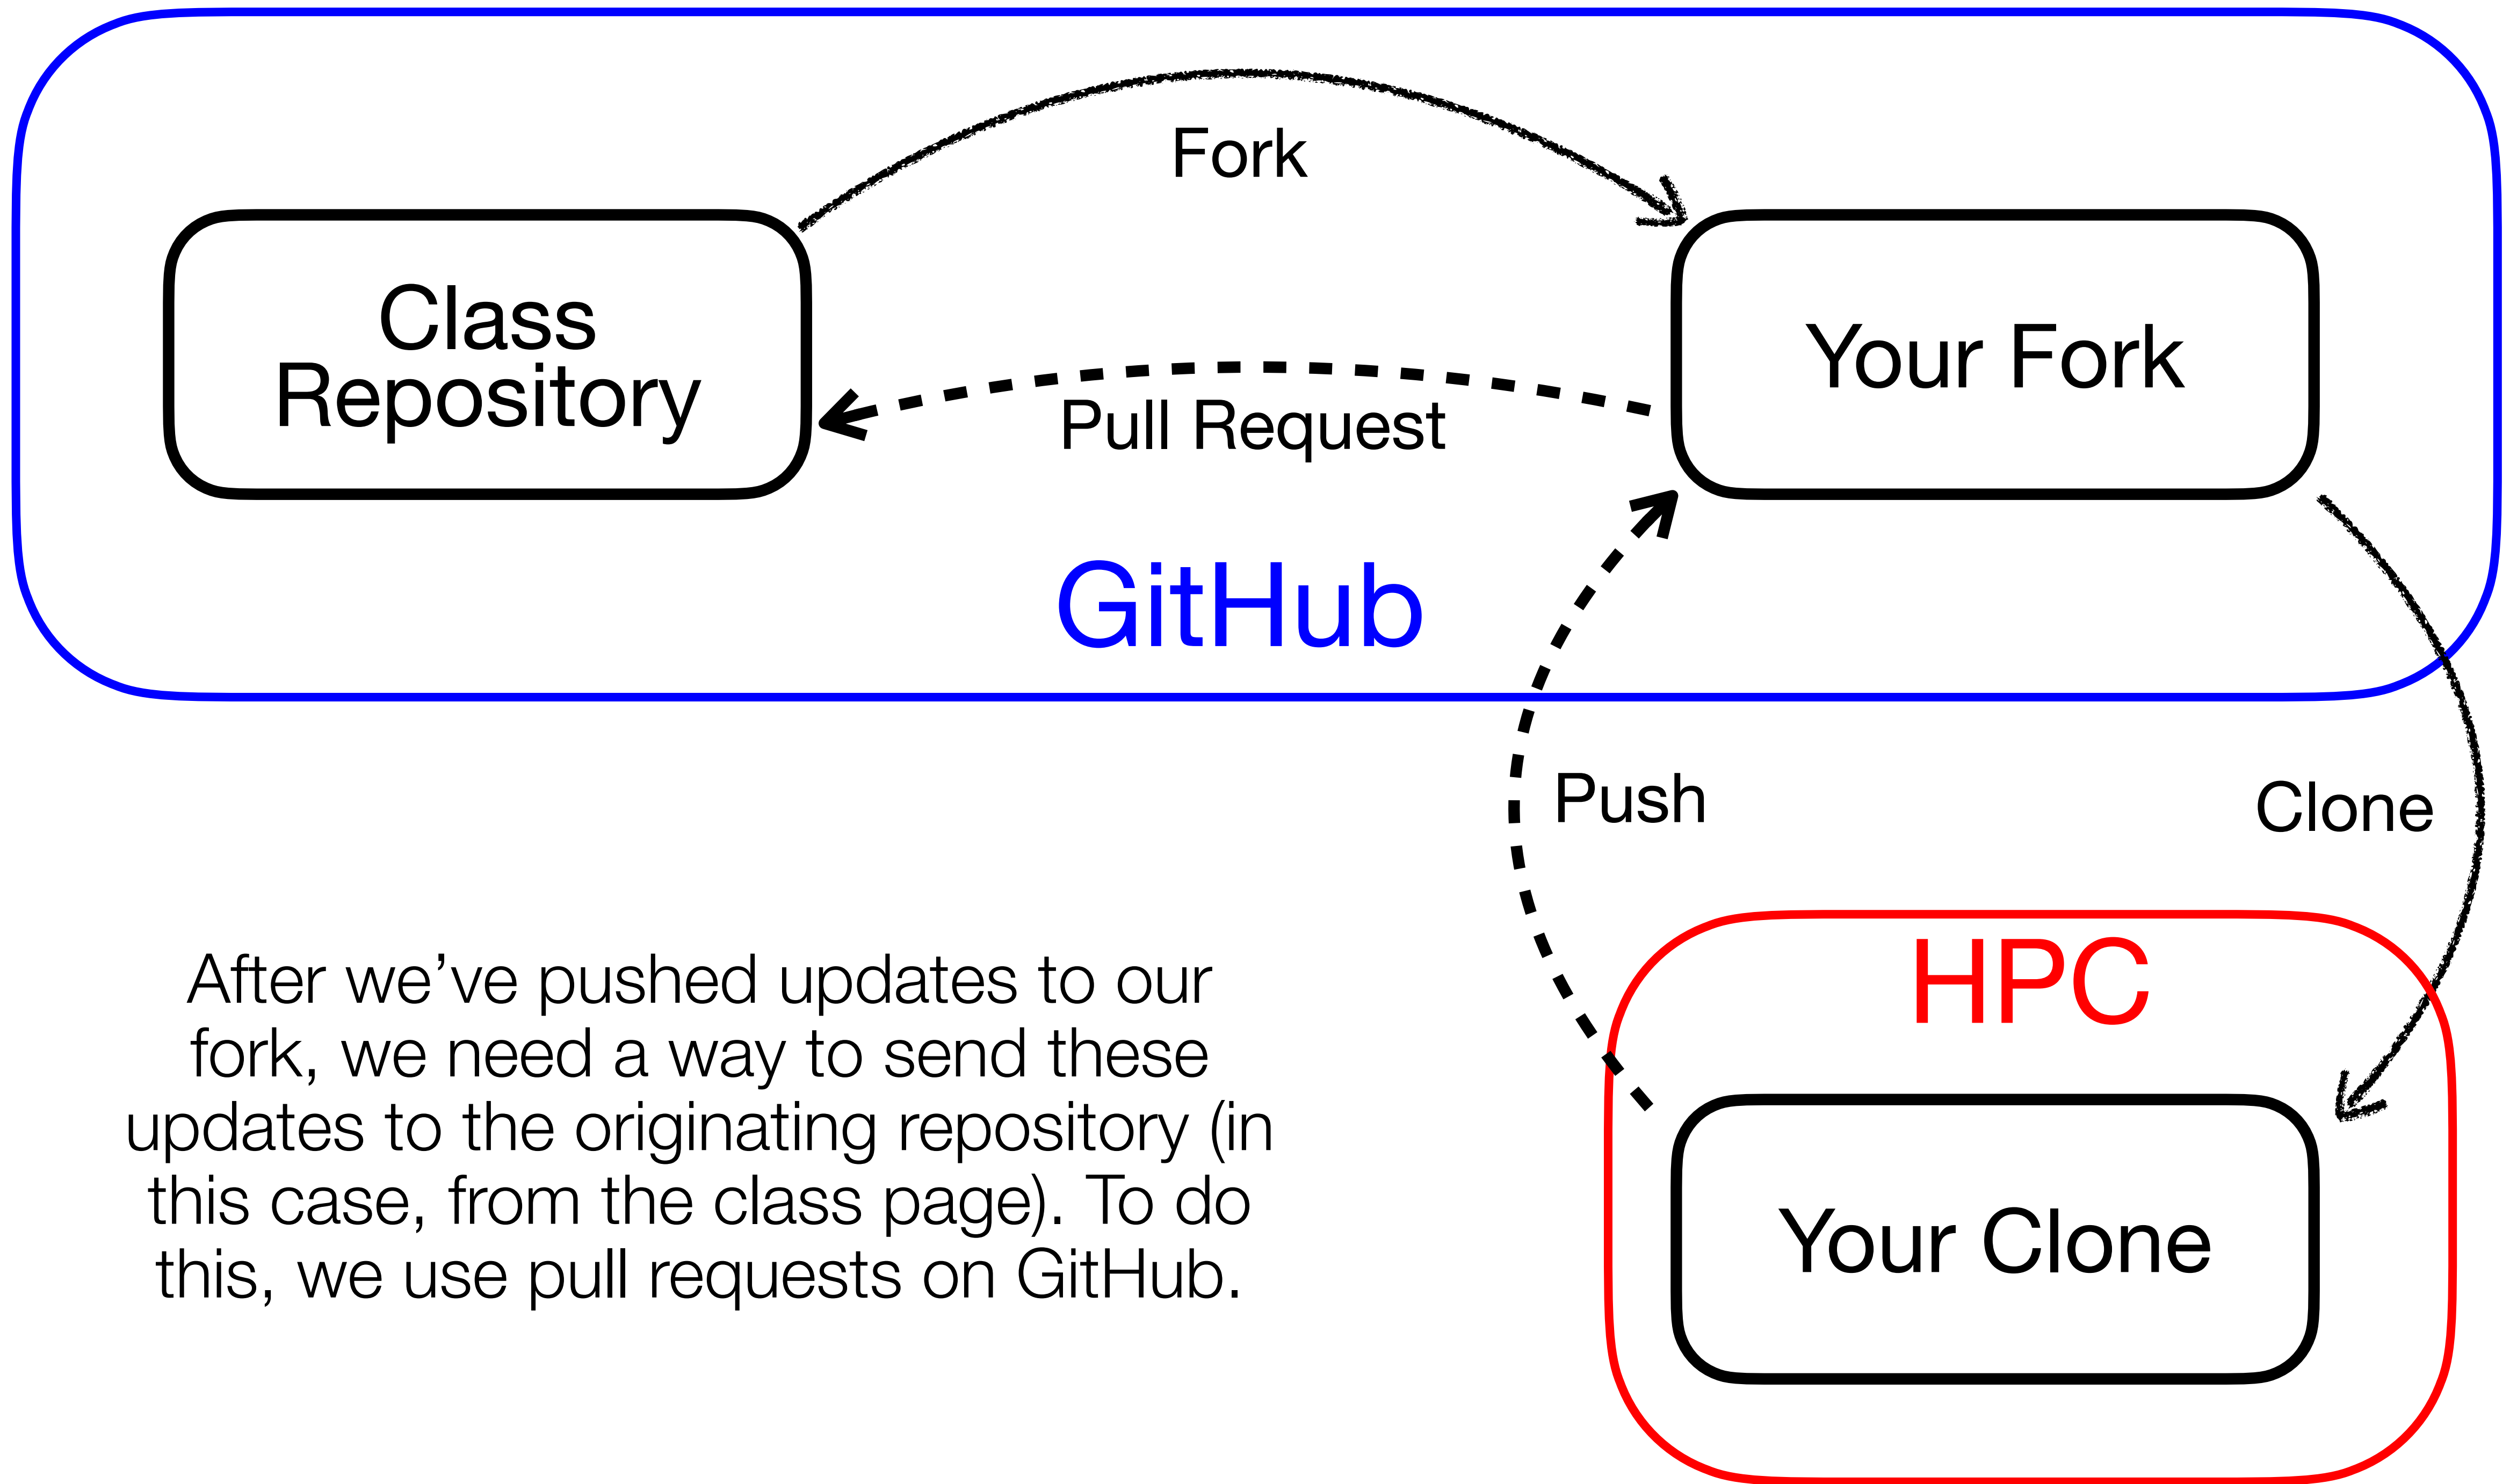 Fork
Class
Repository
Your Fork
Pull Request
GitHub
Push
Clone
After we’ve pushed updates to our
fork, we need a way to send these
updates to the originating repository (in
this case, from the class page). To do
this, we use pull requests on GitHub.
HPC
Your Clone